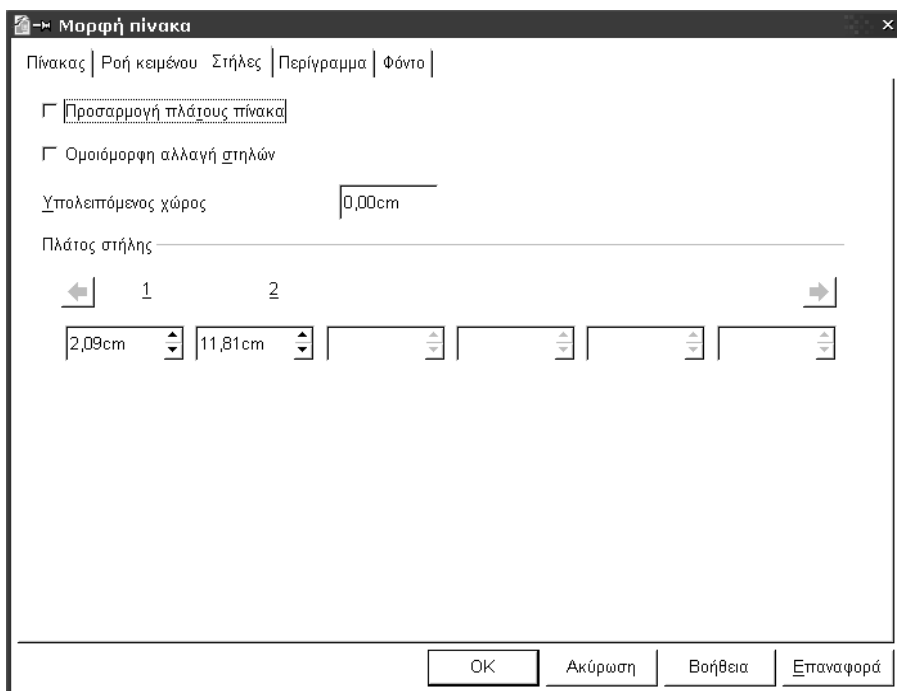 Μορφή πίνακα
Πίνακας Ροή κειμένου Στήλες Περίγραμμα Φόντο
Προσαρμογή πλάτους πίνακα
Ομοιόμορφη αλλαγή στηλών
Υπολειπόμενος χώρος 0,00cm
Πλάτος στήλης
1 2
2,09cm 11,81cm
OK Ακύρωση Βοήθεια Επαναφορά